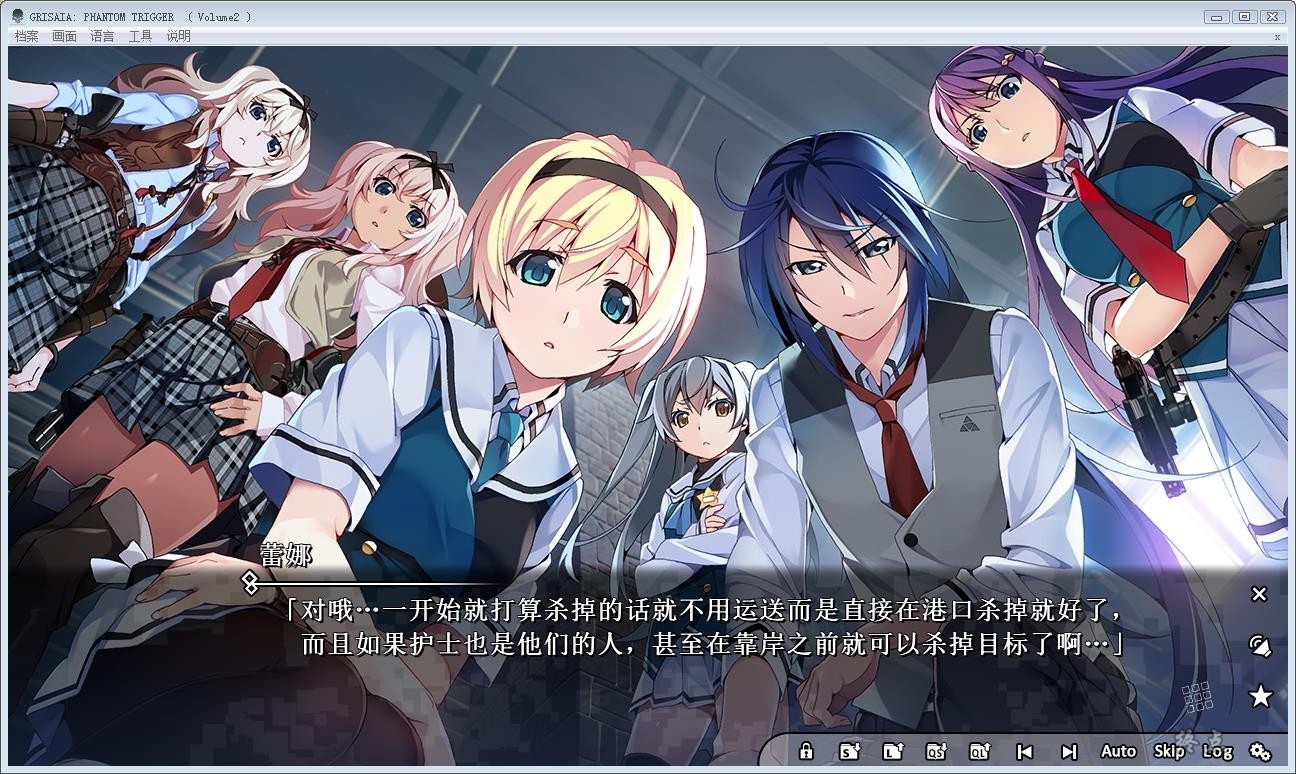 GRISAIA: PHANTOM TRIGGER （Volume2 ）
档案 画面 语言 工具 说明
蕾娜
「对哦…一开始就打算杀掉的话就不用运送而是直接在港口杀掉就好了，
而且如果护士也是他们的人，甚至在靠岸之前就可以杀掉目标了啊…」
S L QS QL Auto Skip Log
终点